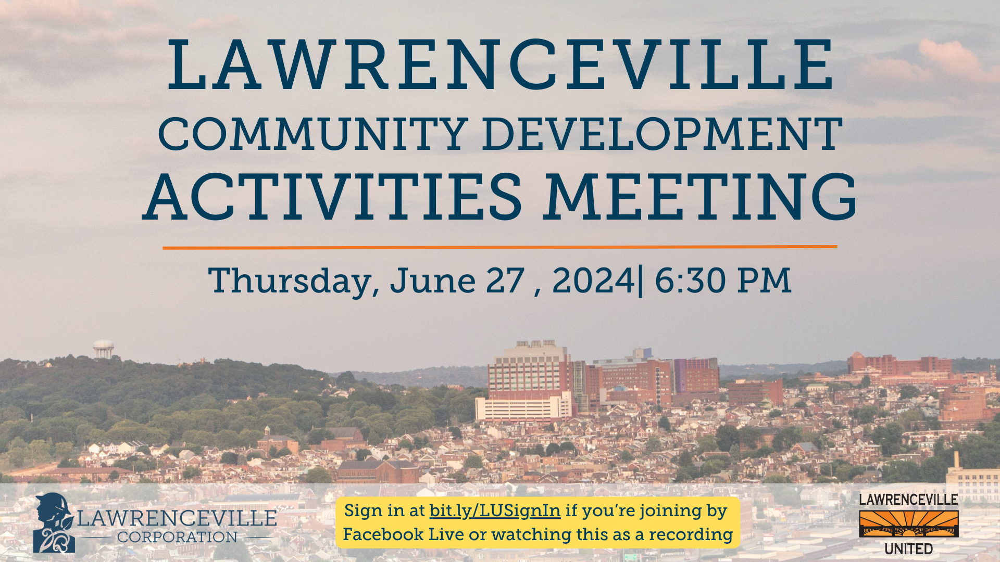 LAWRENCEVILLE
COMMUNITY DEVELOPMENT
ACTIVITIES MEETING
Thursday, June 27 , 2024| 6:30 PM
LAWRENCEVILLE
CORPORATION
Sign in at bit.ly/LUSignIn if you’re joining by
Facebook Live or watching this as a recording
LAWRENCEVILLE
UNITED